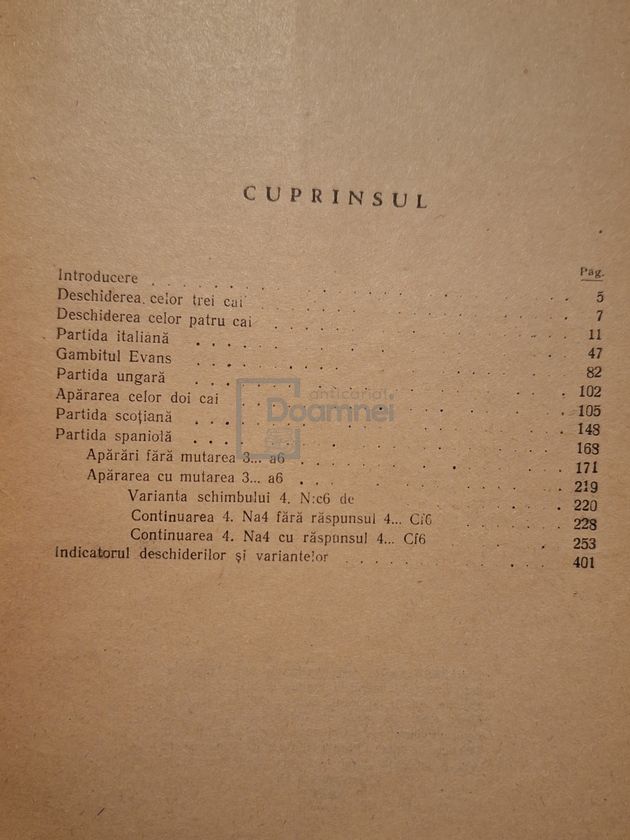 CUPRINSUL
Pag.
Introducere . . . . . . . . . . . . . . . 5
Deschiderea celor trei cai . . . . . . . . . . . 7
Deschiderea celor patru cai . . . . . . . . . . . 11
Partida italiană . . . . . . . . . . . . . . 47
Gambitul Evans . . . . . . . . . . . . . . 82
Partida ungară . . . . . . . . . . . . . . 102
Apărarea celor doi cai . . . . . . . . . . . . 105
Partida scoțiană . . . . . . . . . . . . . . 148
Partida spaniolă . . . . . . . . . . . . . . 168
Apărări fără mutarea 3... a6 . . . . . . . . . . 171
Apărarea cu mutarea 3... a6 . . . . . . . . . . 219
Varianta schimbului 4. N:c6 dc . . . . . . . . 220
Continuarea 4. Na4 fără răspunsul 4... Cf6 . . . . 228
Continuarea 4. Na4 cu răspunsul 4... Cf6 . . . . 253
Indicatorul deschiderilor și variantelor . . . . . . . . 401
anticariat
Doamnei